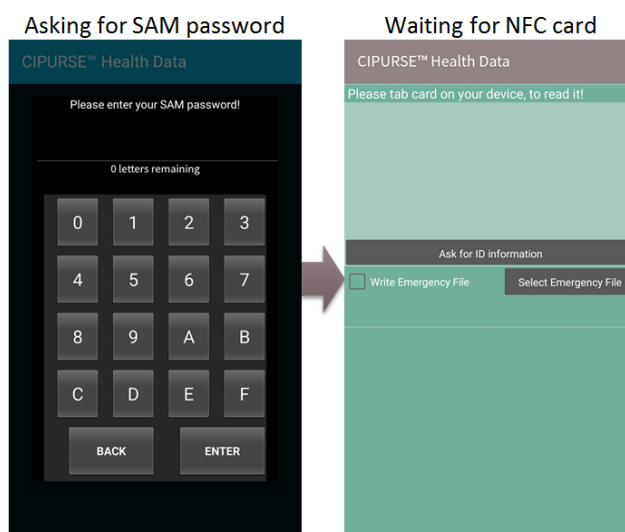 Asking for SAM password
CIPURSE™ Health Data
Please enter your SAM password!
0 letters remaining
0 1 2 3
4 5 6 7
8 9 A B
C D E F
BACK ENTER
Waiting for NFC card
CIPURSE™ Health Data
Please tab card on your device, to read it!
Ask for ID information
Write Emergency File Select Emergency File